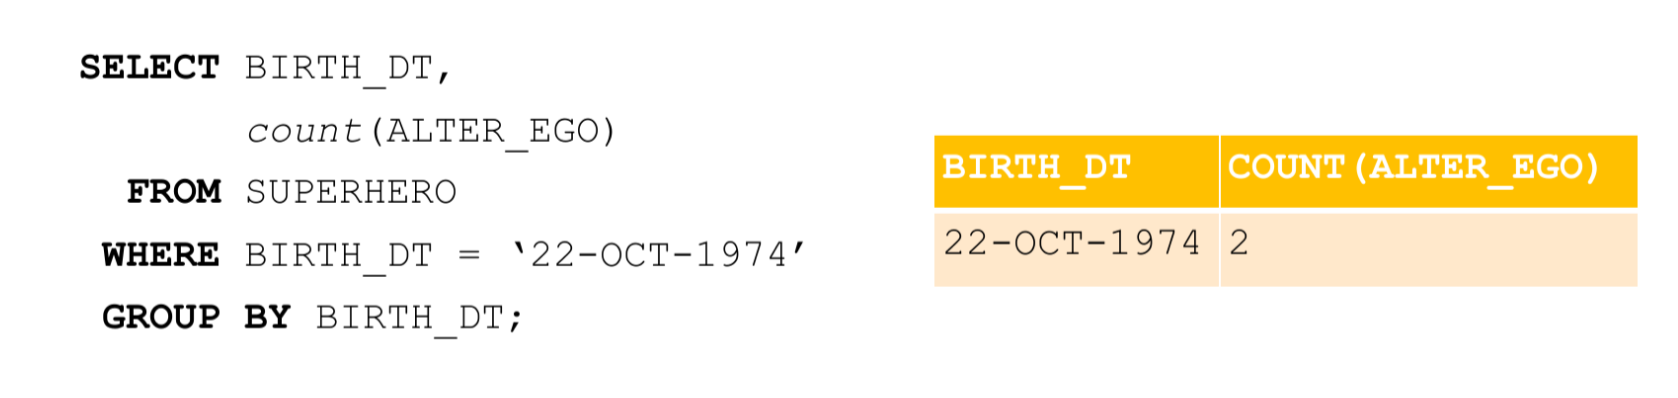 SELECT BIRTH_DT,
count(ALTER_EGO)
FROM SUPERHERO
WHERE BIRTH_DT = ‘22-OCT-1974’
GROUP BY BIRTH_DT;
BIRTH_DT COUNT(ALTER_EGO)
22-OCT-1974 2